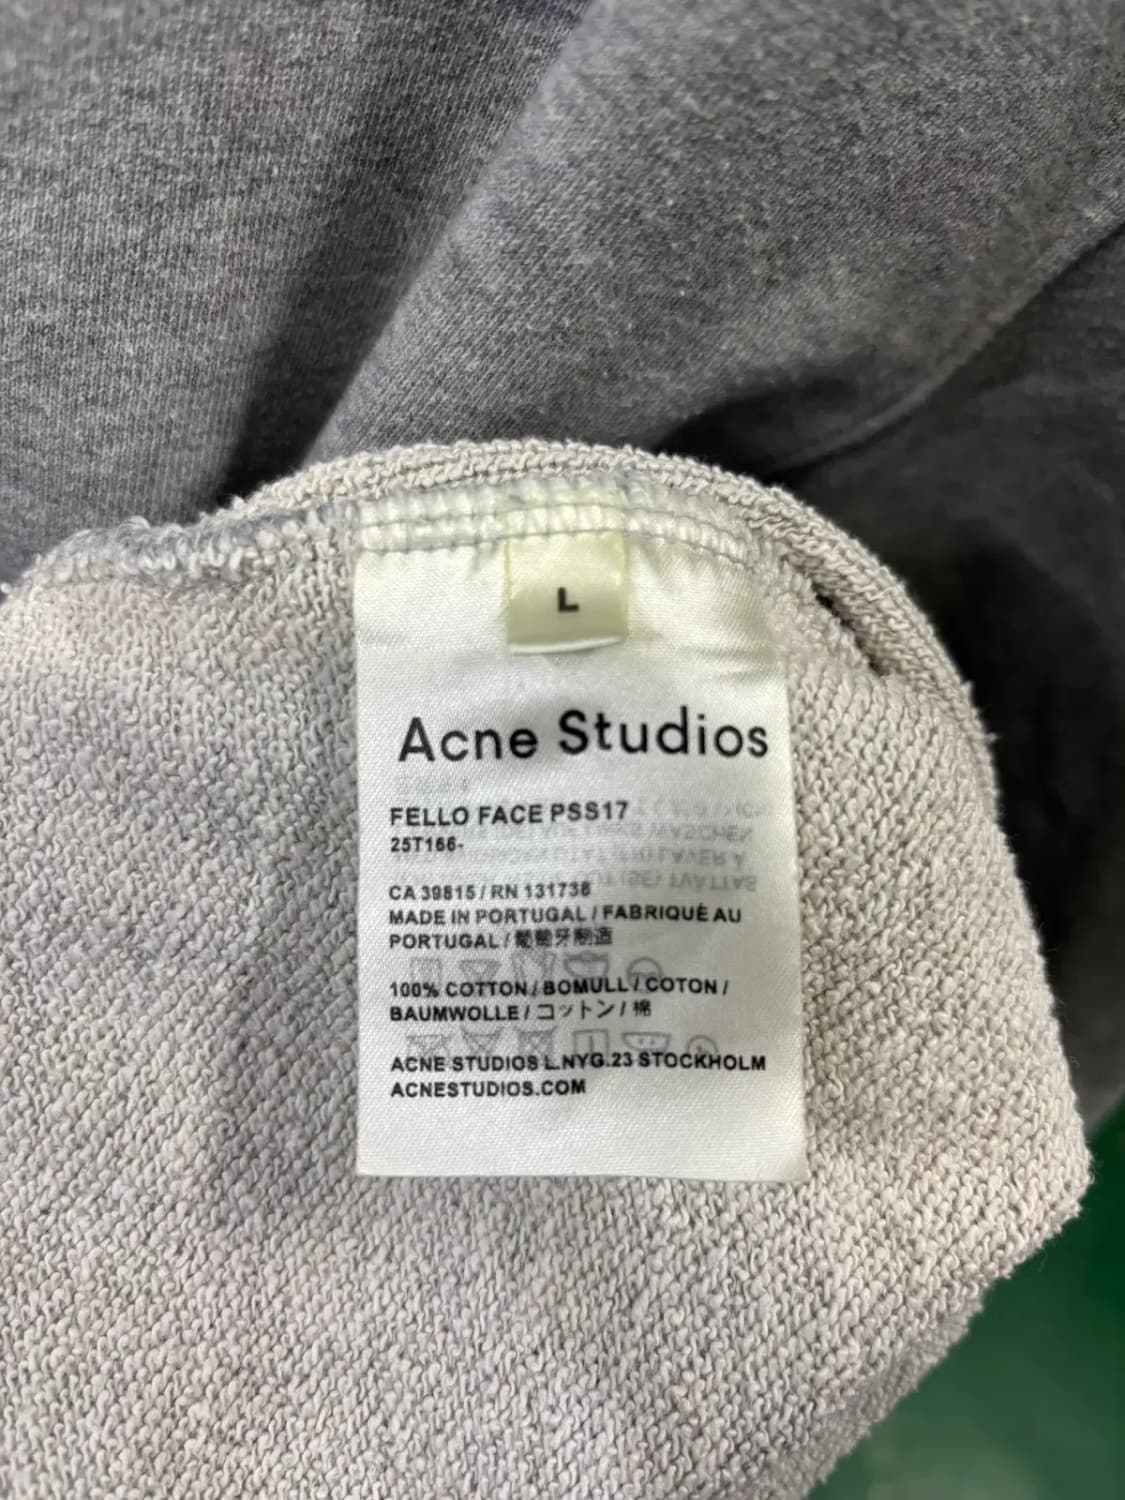 L
Acne Studios
FELLO FACE PSS17
25T166-
CA 39815 / RN 131738
MADE IN PORTUGAL / FABRIQUÉ AU
PORTUGAL / 葡萄牙制造
100% COTTON / BOMULL / COTON /
BAUMWOLLE / コットン / 棉
ACNE STUDIOS L.NYG.23 STOCKHOLM
ACNESTUDIOS.COM